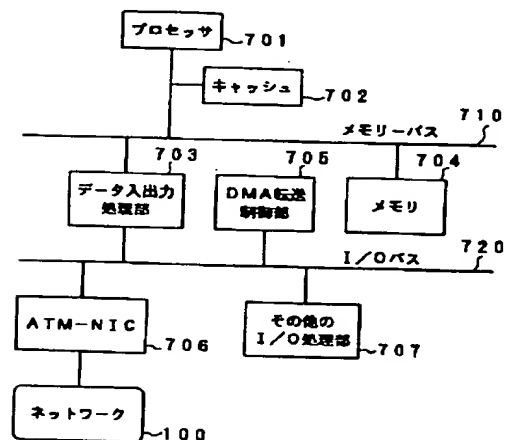 プロセッサ
701
キャッシュ
702
メモリーバス
710
703
705
704
データ入出力
処理部
DMA転送
制御部
メモリ
I/Oバス
720
ATM-NIC
706
その他の
I/O処理部
707
ネットワーク
100